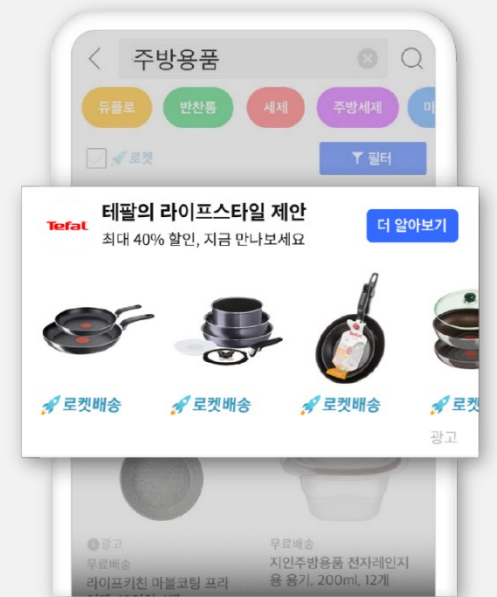 주방용품
듀플로
반찬통
세제
주방세제
로켓
필터
Tefal
테팔의 라이프스타일 제안
최대 40% 할인, 지금 만나보세요
더 알아보기
로켓배송
로켓배송
로켓배송
로켓
광고
광고
무료배송
라이프키친 마블코팅 프라
무료배송
지인주방용품 전자레인지
용 용기, 200ml, 12개